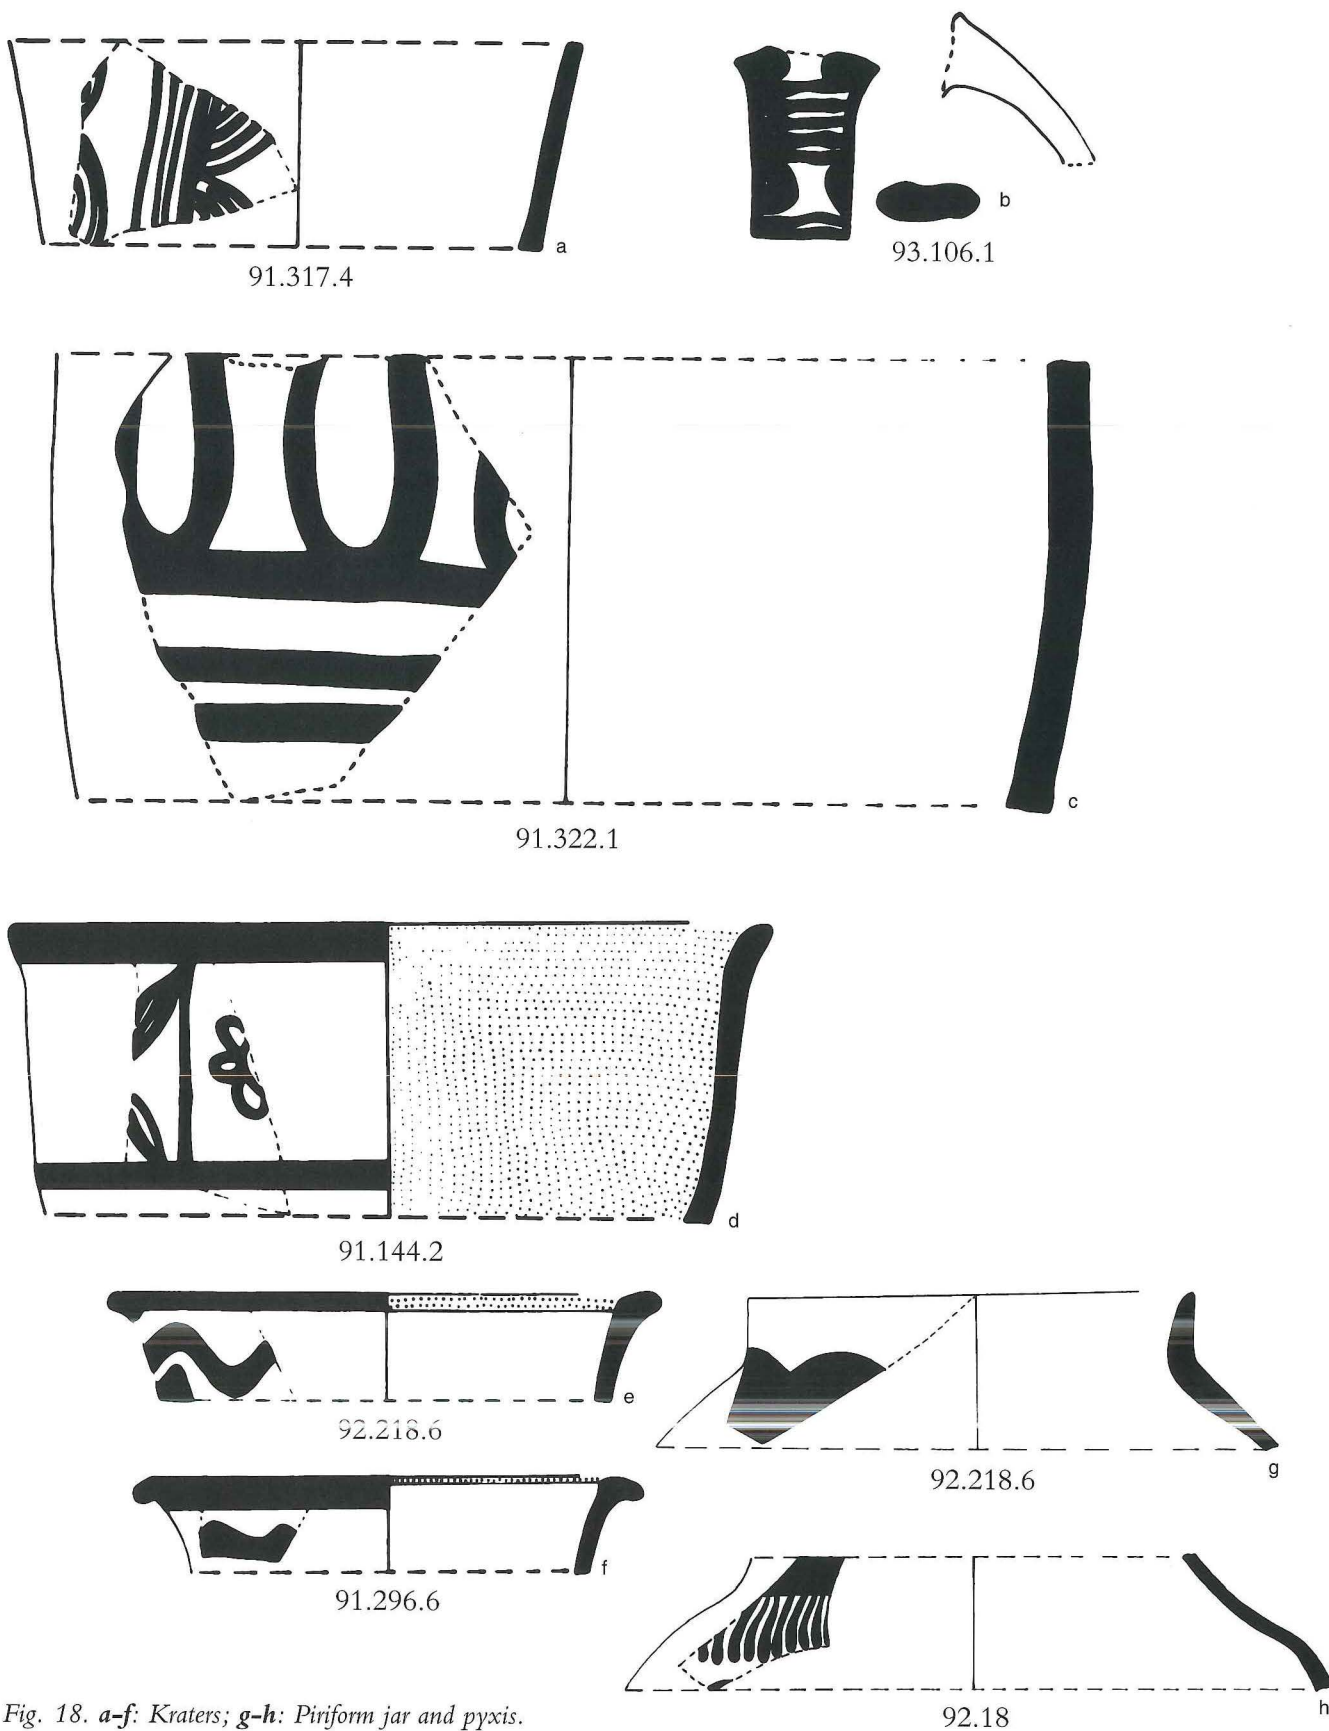 a
91.317.4
b
93.106.1
c
91.322.1
d
91.144.2
e
92.218.6
f
91.296.6
g
92.218.6
h
92.18
Fig. 18. a–f: Kraters; g–h: Piriform jar and pyxis.